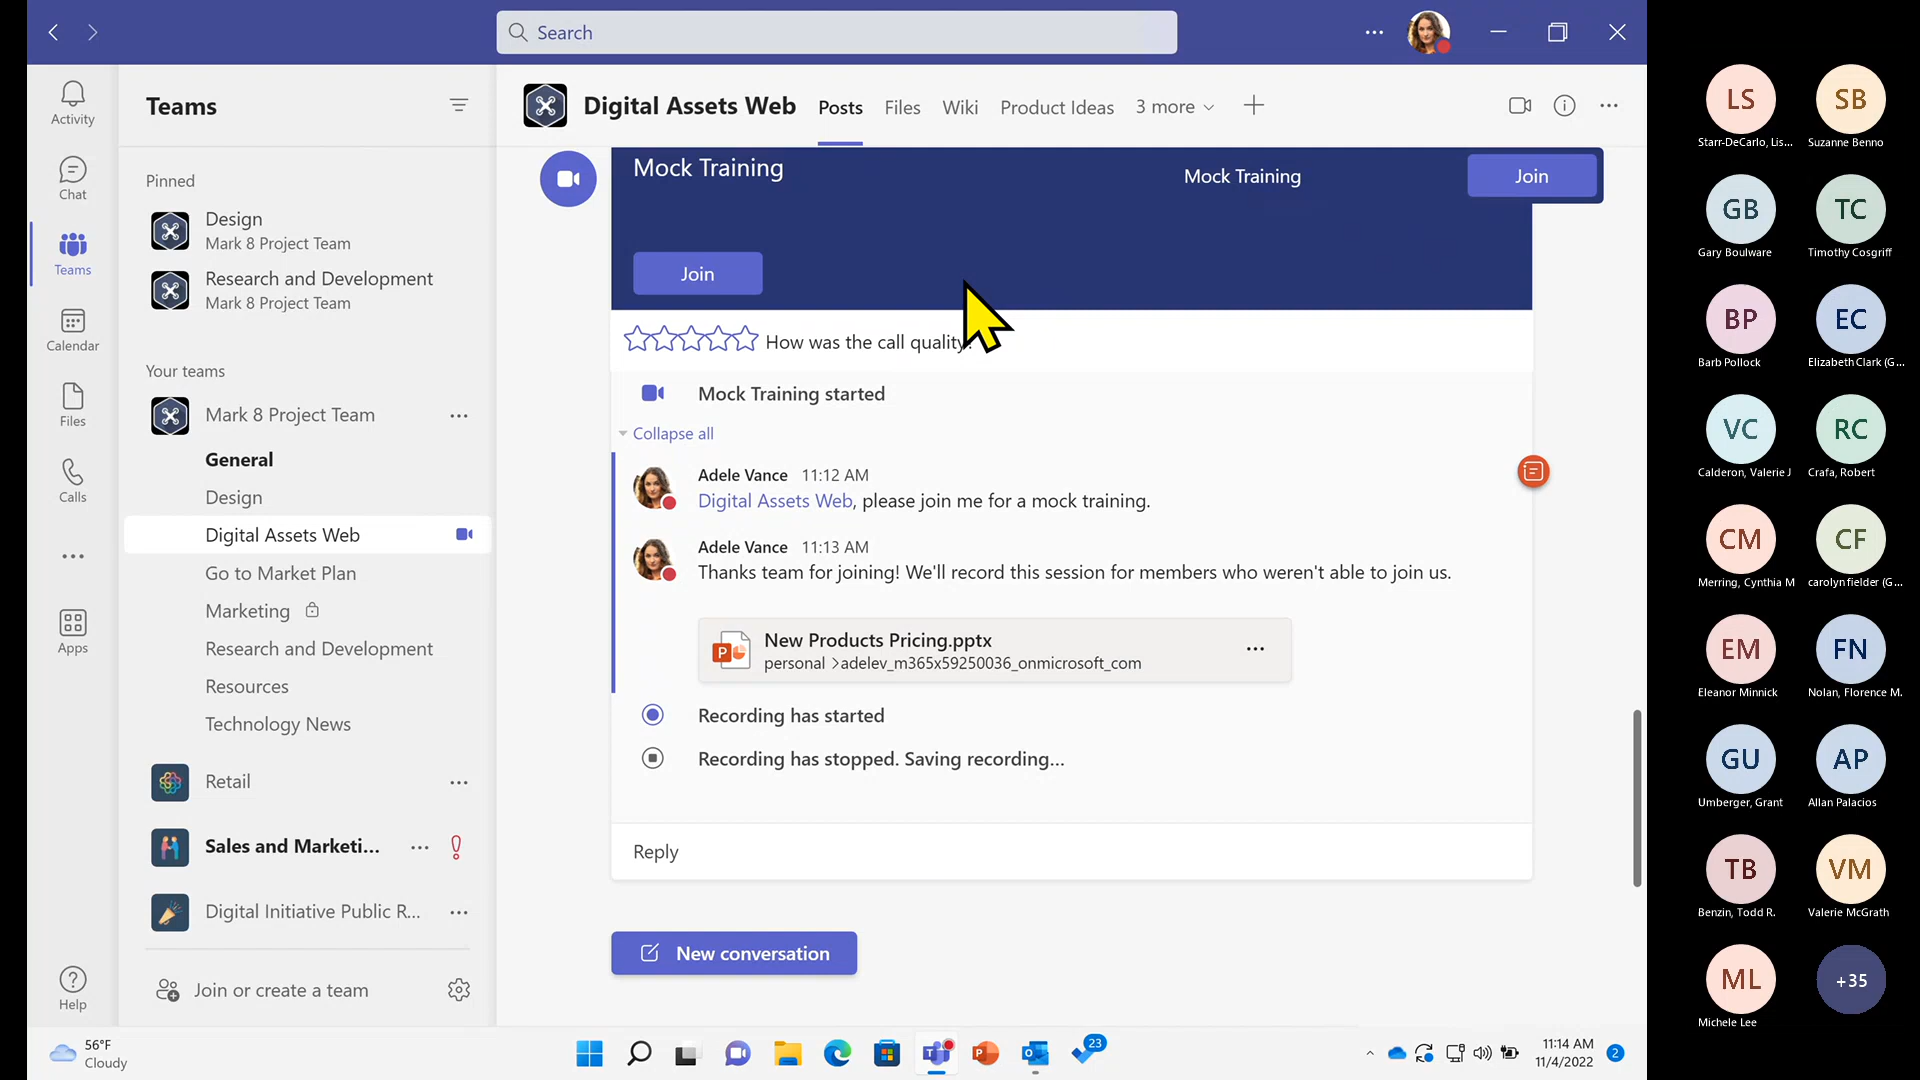 Search
Activity
Chat
Teams
Calendar
Files
Calls
Apps
Help
Teams
Pinned
Design
Mark 8 Project Team
Research and Development
Mark 8 Project Team
Your teams
Mark 8 Project Team
General
Design
Digital Assets Web
Go to Market Plan
Marketing
Research and Development
Resources
Technology News
Retail
Sales and Marketi...
Digital Initiative Public R...
Join or create a team
Digital Assets Web Posts Files Wiki Product Ideas 3 more
Mock Training
Mock Training Join
Join
How was the call quality
Mock Training started
Collapse all
Adele Vance 11:12 AM
Digital Assets Web, please join me for a mock training.
Adele Vance 11:13 AM
Thanks team for joining! We'll record this session for members who weren't able to join us.
New Products Pricing.pptx
personal >adelev_m365x59250036_onmicrosoft_com
Recording has started
Recording has stopped. Saving recording...
Reply
New conversation
56°F
Cloudy
23
11:14 AM
11/4/2022
2
LS SB
Starr-DeCarlo, Lis... Suzanne Benno
GB TC
Gary Boulware Timothy Cosgriff
BP EC
Barb Pollock Elizabeth Clark (G...
VC RC
Calderon, Valerie J Crafa, Robert
CM CF
Merring, Cynthia M carolyn fielder (G...
EM FN
Eleanor Minnick Nolan, Florence M.
GU AP
Umberger, Grant Allan Palacios
TB VM
Benzin, Todd R. Valerie McGrath
ML +35
Michele Lee